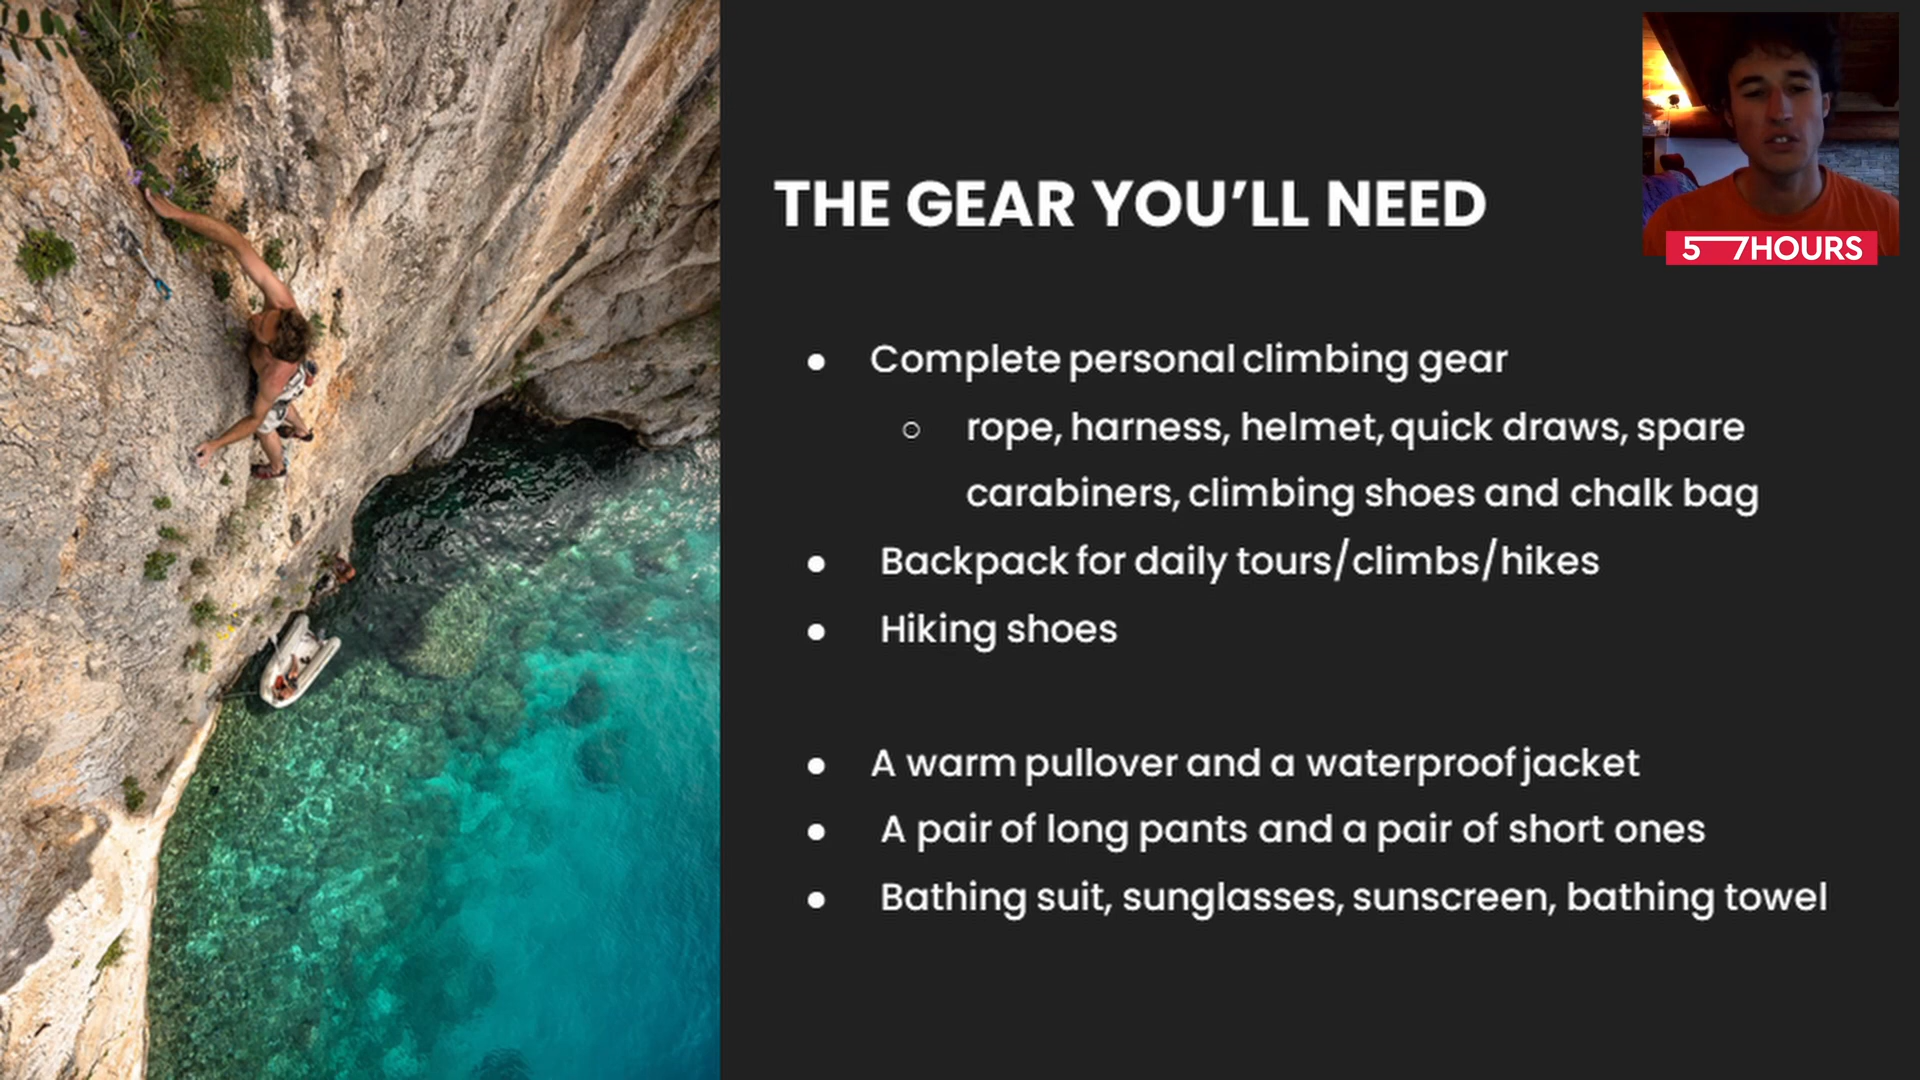 THE GEAR YOU’LL NEED
57HOURS
● Complete personal climbing gear
○ rope, harness, helmet, quick draws, spare
carabiners, climbing shoes and chalk bag
● Backpack for daily tours/climbs/hikes
● Hiking shoes
● A warm pullover and a waterproof jacket
● A pair of long pants and a pair of short ones
● Bathing suit, sunglasses, sunscreen, bathing towel